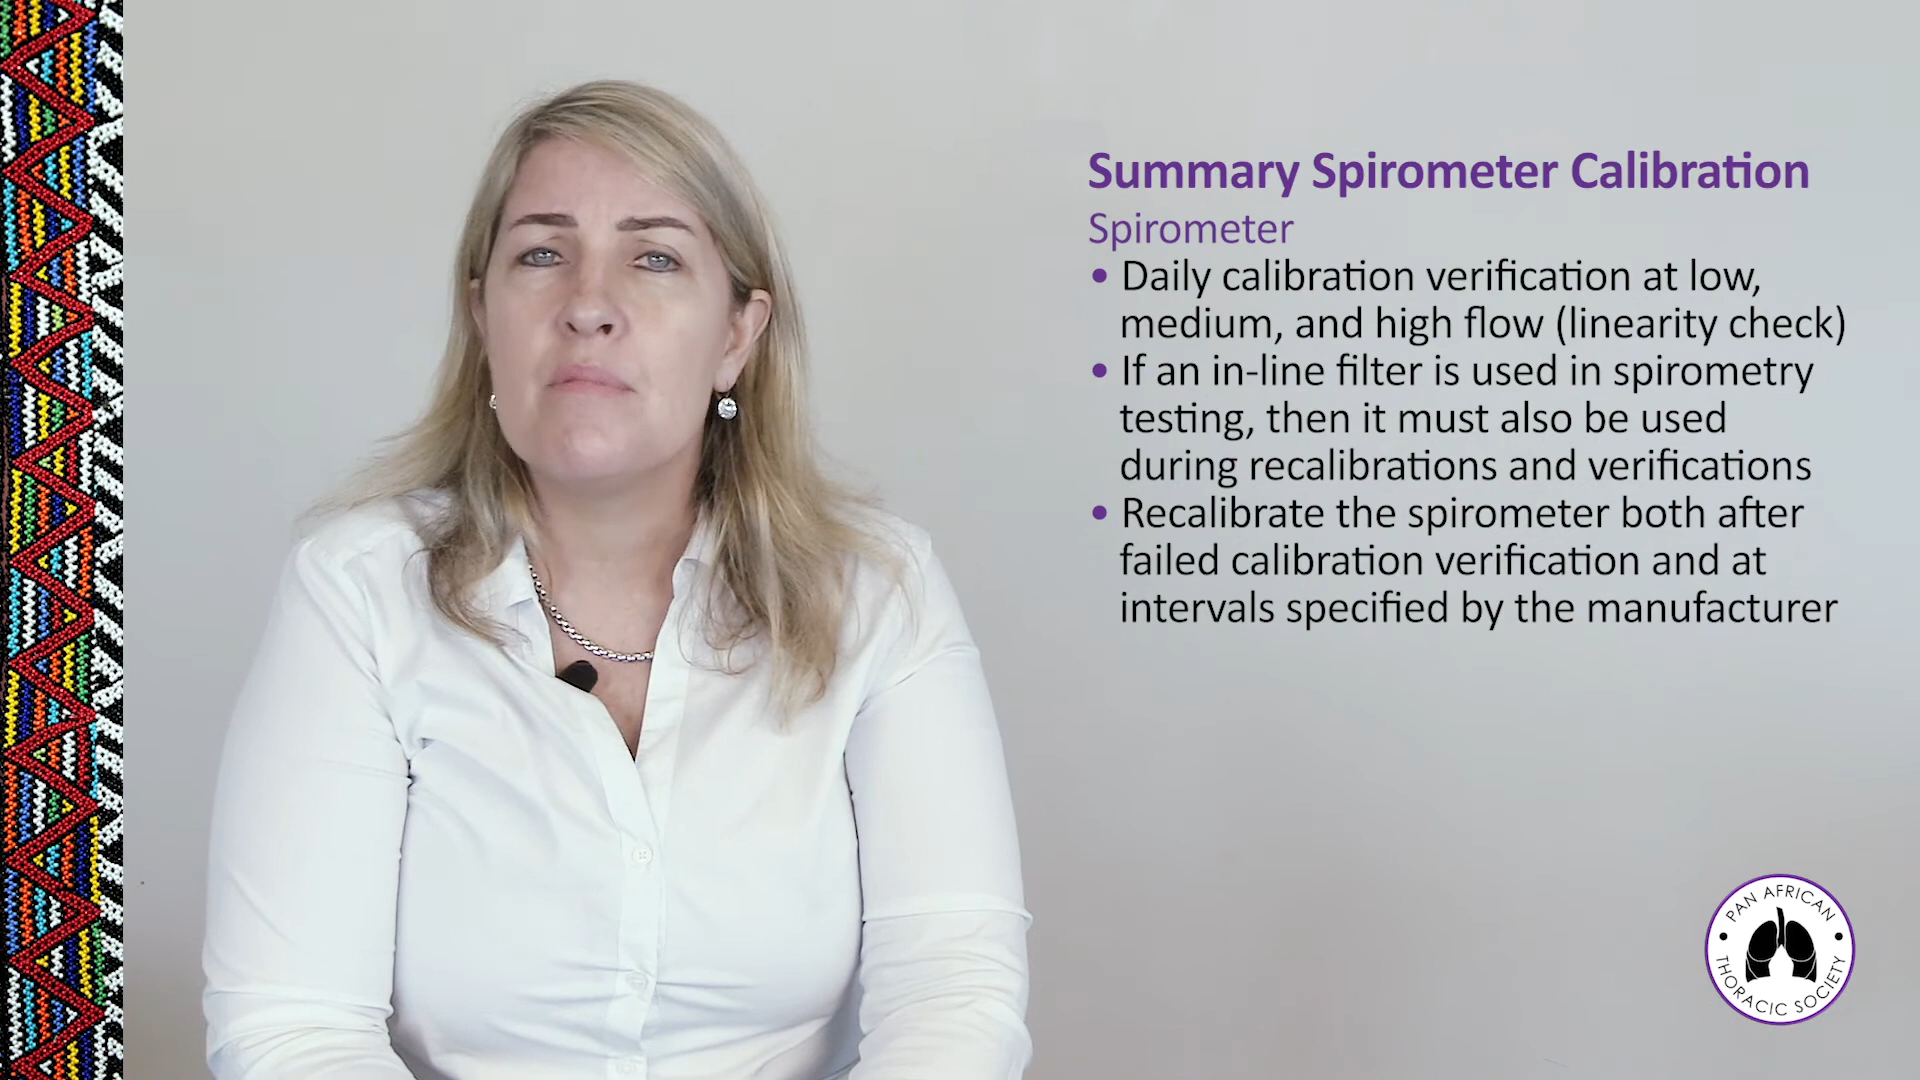 Summary Spirometer Calibration
Spirometer
• Daily calibration verification at low,
medium, and high flow (linearity check)
• If an in-line filter is used in spirometry
testing, then it must also be used
during recalibrations and verifications
• Recalibrate the spirometer both after
failed calibration verification and at
intervals specified by the manufacturer
PAN AFRICAN
THORACIC SOCIETY